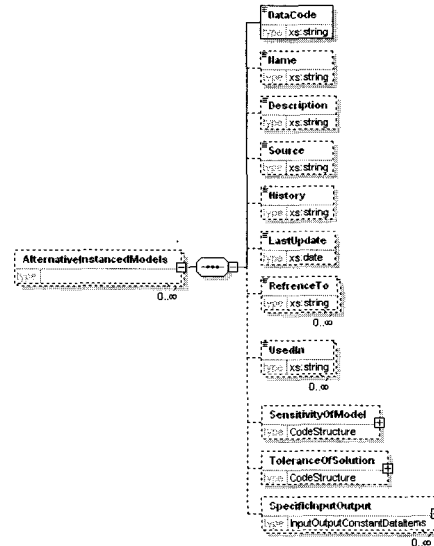 DataCode
type xs:string
Name
type xs:string
Description
type xs:string
Source
type xs:string
History
type xs:string
LastUpdate
type xs:date
AlternativeInstancedModels
type
0..∞
RefrenceTo
type xs:string
0..∞
UsedIn
type xs:string
0..∞
SensitivityOfModel
type CodeStructure
ToleranceOfSolution
type CodeStructure
SpecificInputOutput
type InputOutputConstantDataItems
0..∞